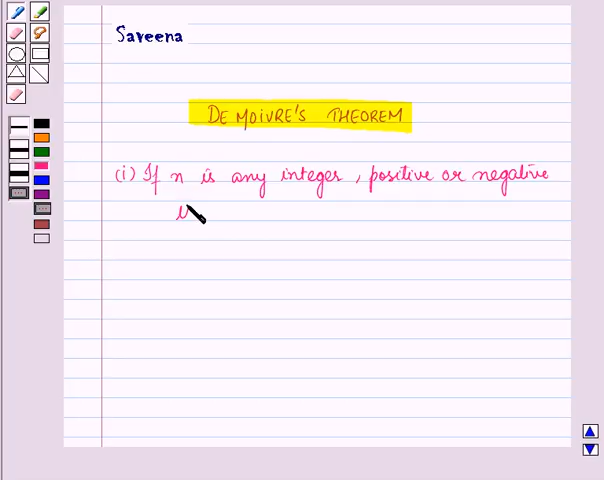 Saveena
DE MOIVRE'S THEOREM
(i) If n is any integer, positive or negative